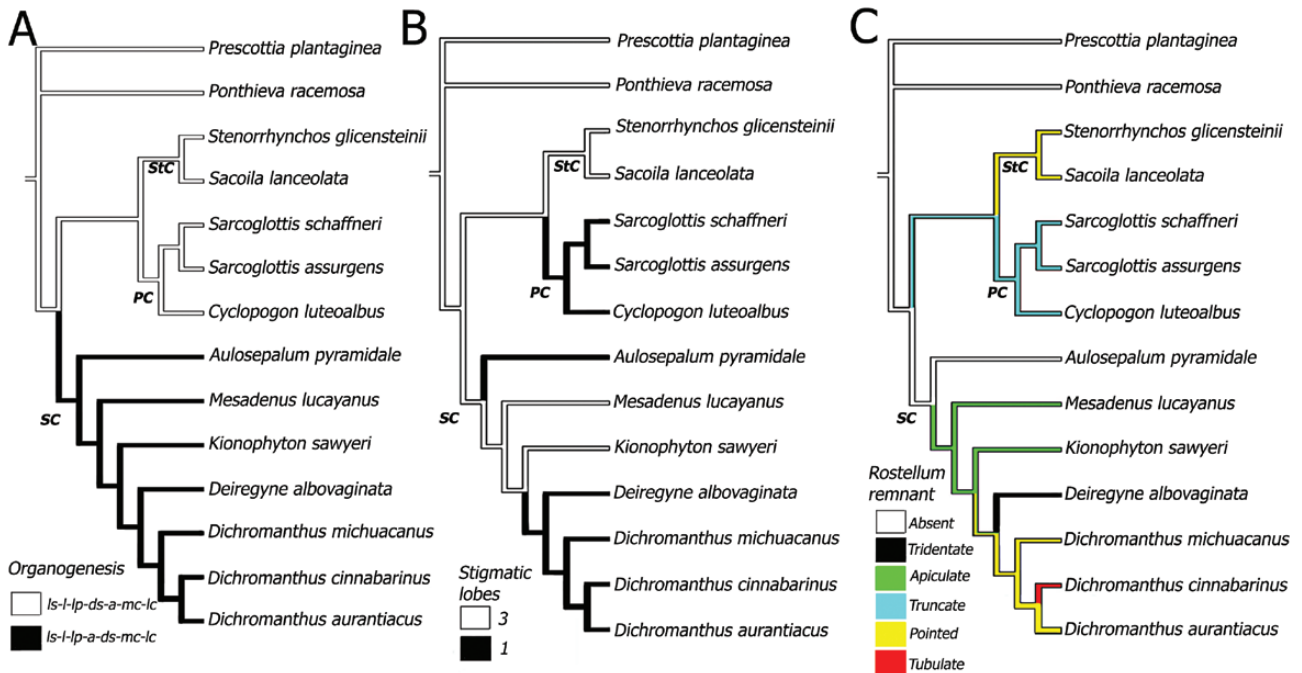 A
Prescottia plantaginea
Ponthieva racemosa
Stenorrhynchos glicensteinii
StC
Sacoila lanceolata
Sarcoglottis schaffneri
Sarcoglottis assurgens
PC
Cyclopogon luteoalbus
Aulosepalum pyramidale
Mesadenus lucayanus
SC
Kionophyton sawyeri
Deiregyne albovaginata
Dichromanthus michuacanus
Dichromanthus cinnabarinus
Dichromanthus aurantiacus
Organogenesis
ls-l-lp-ds-a-mc-lc
ls-l-lp-a-ds-mc-lc
B
Prescottia plantaginea
Ponthieva racemosa
Stenorrhynchos glicensteinii
StC
Sacoila lanceolata
Sarcoglottis schaffneri
Sarcoglottis assurgens
PC
Cyclopogon luteoalbus
Aulosepalum pyramidale
Mesadenus lucayanus
SC
Kionophyton sawyeri
Deiregyne albovaginata
Dichromanthus michuacanus
Dichromanthus cinnabarinus
Dichromanthus aurantiacus
Stigmatic
lobes
3
1
C
Prescottia plantaginea
Ponthieva racemosa
Stenorrhynchos glicensteinii
StC
Sacoila lanceolata
Sarcoglottis schaffneri
Sarcoglottis assurgens
PC
Cyclopogon luteoalbus
Aulosepalum pyramidale
Mesadenus lucayanus
SC
Kionophyton sawyeri
Deiregyne albovaginata
Dichromanthus michuacanus
Dichromanthus cinnabarinus
Dichromanthus aurantiacus
Rostellum
remnant
Absent
Tridentate
Apiculate
Truncate
Pointed
Tubulate